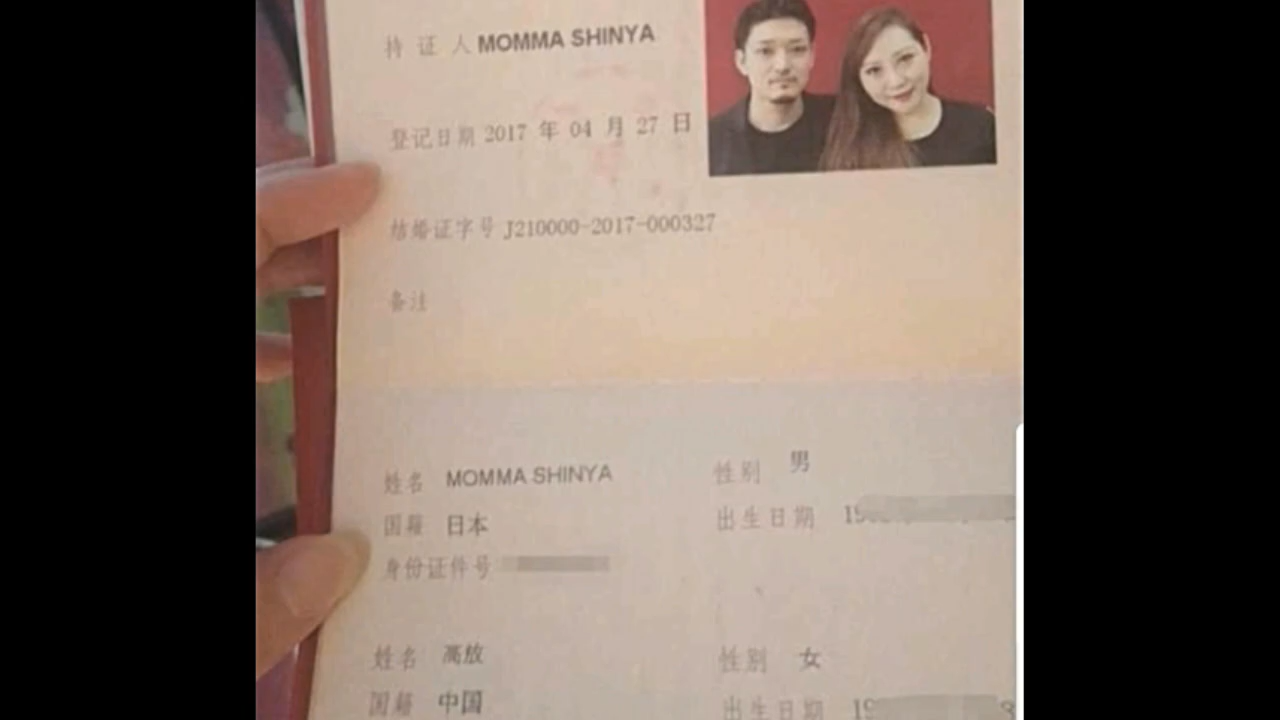 持证人 MOMMA SHINYA
登记日期 2017 年 04 月 27 日
结婚证字号 J210000-2017-000327
备注
姓名 MOMMA SHINYA 性别 男
国籍 日本 出生日期
身份证件号
姓名 高放 性别 女
国籍 中国 出生日期